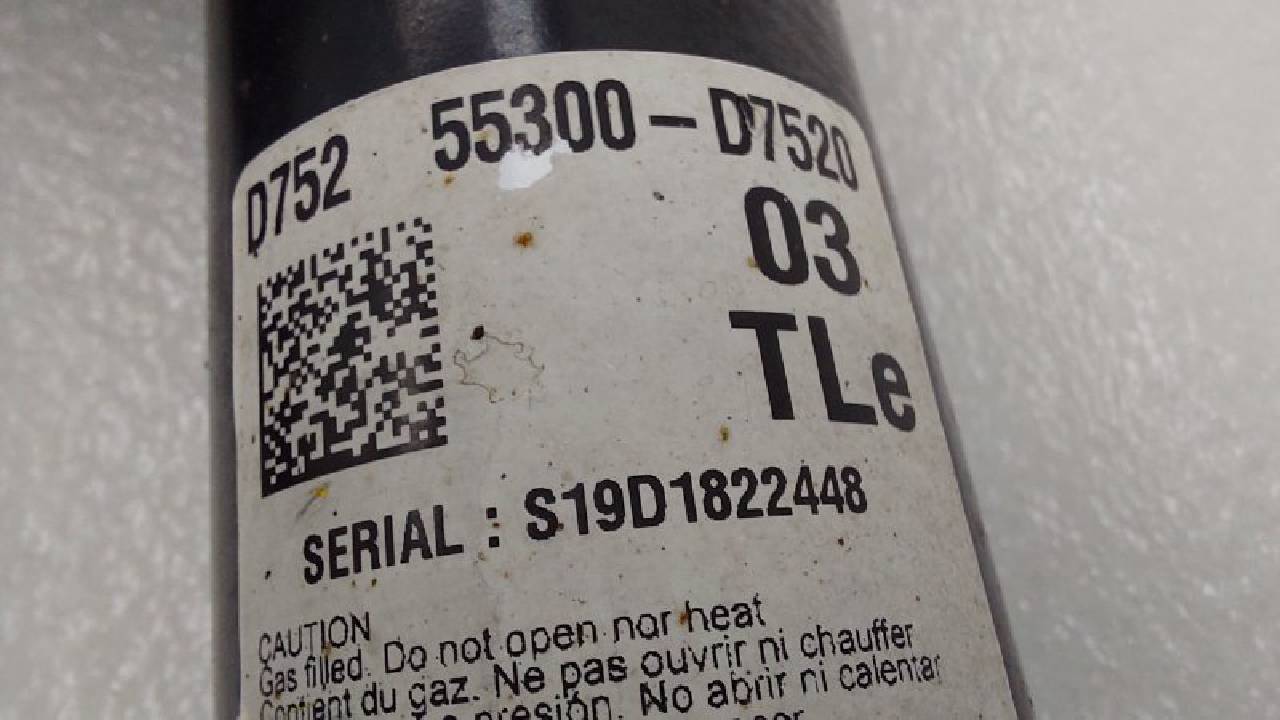 D752 55300-D7520
03
TLe
SERIAL : S19D1822448
CAUTION
Gas filled. Do not open nor heat
Contient du gaz. Ne pas ouvrir ni chauffer
presión. No abrir ni calentar